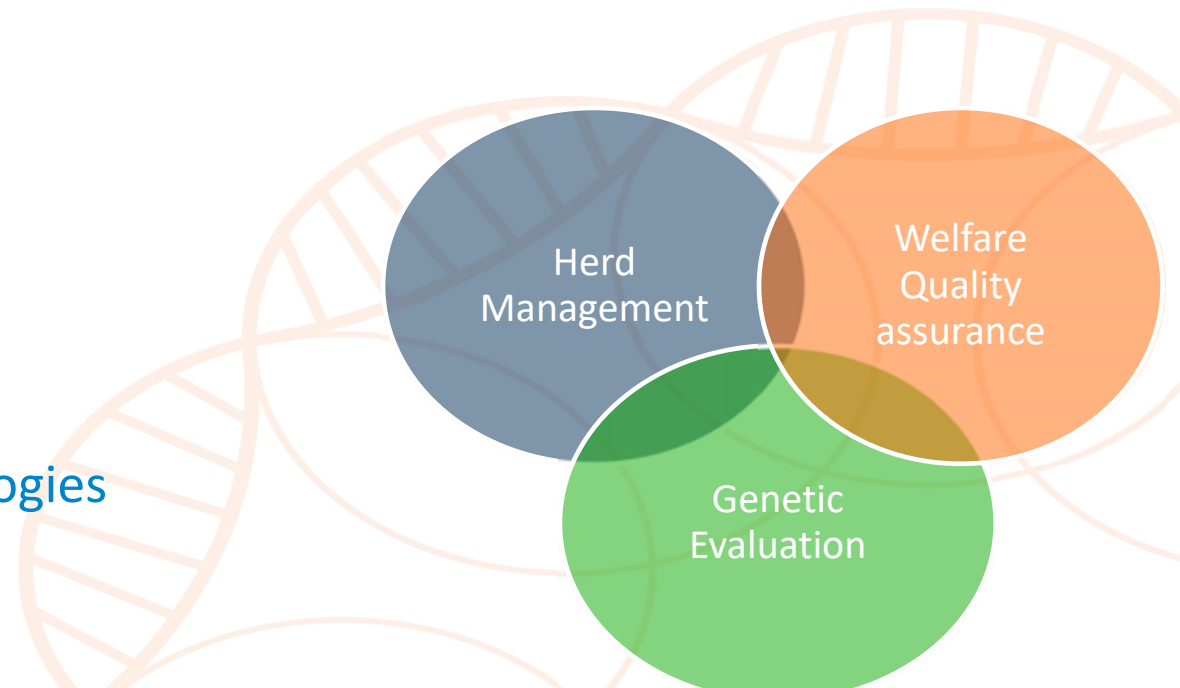 Herd
Management
Welfare
Quality
assurance
ogies
Genetic
Evaluation